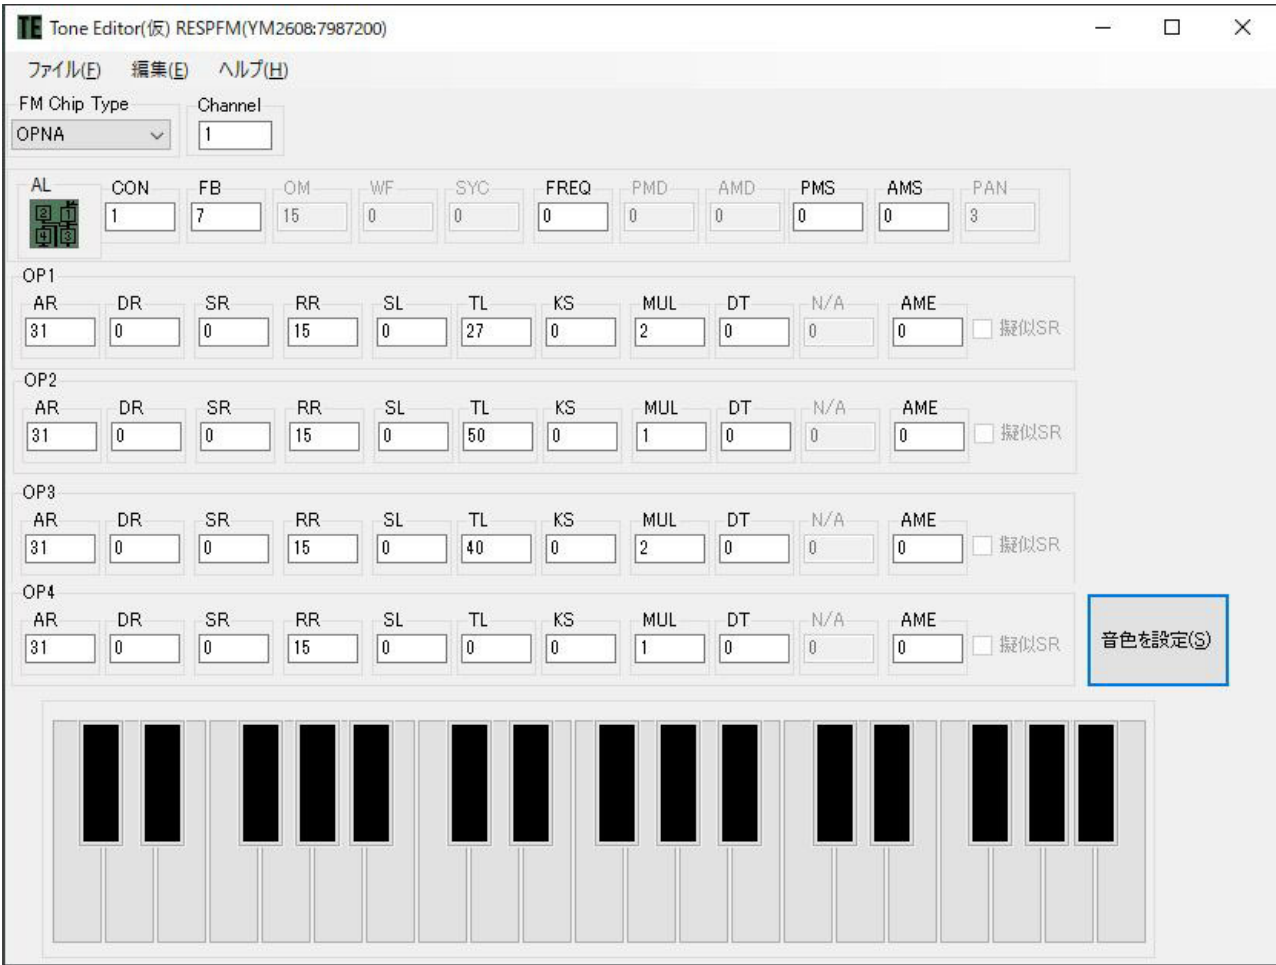 TE Tone Editor(仮) RESPFM(YM2608:7987200)
ファイル(F) 編集(E) ヘルプ(H)
FM Chip Type Channel
OPNA 1
AL CON FB OM WF SYC FREQ PMD AMD PMS AMS PAN
2 1 4 3 1 7 15 0 0 0 0 0 0 0 3
OP1
AR DR SR RR SL TL KS MUL DT N/A AME
31 0 0 15 0 27 0 2 0 0 0 擬似SR
OP2
AR DR SR RR SL TL KS MUL DT N/A AME
31 0 0 15 0 50 0 1 0 0 0 擬似SR
OP3
AR DR SR RR SL TL KS MUL DT N/A AME
31 0 0 15 0 40 0 2 0 0 0 擬似SR
OP4
AR DR SR RR SL TL KS MUL DT N/A AME
31 0 0 15 0 0 0 1 0 0 0 擬似SR
音色を設定(S)